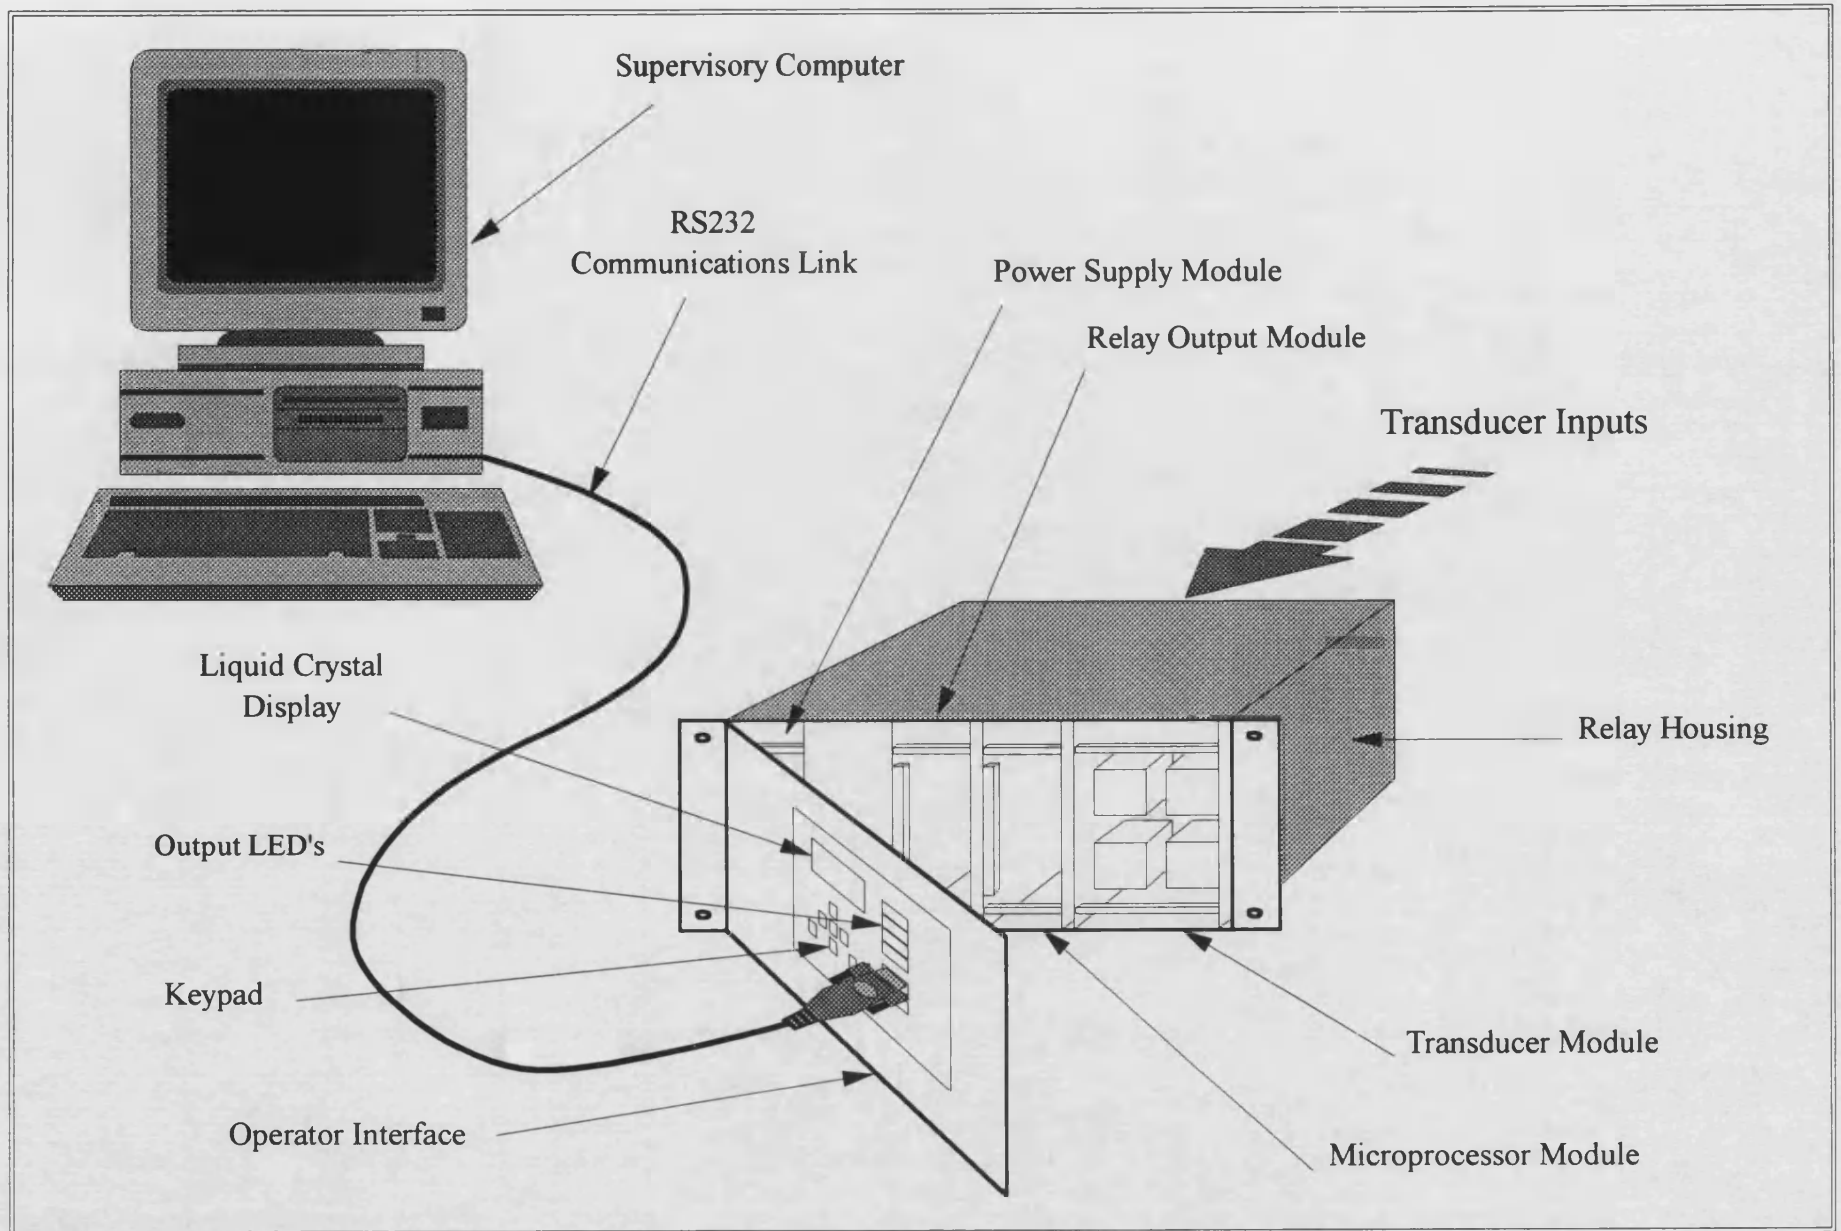 Supervisory Computer
RS232
Communications Link
Power Supply Module
Relay Output Module
Transducer Inputs
Liquid Crystal
Display
Relay Housing
Output LED's
Keypad
Transducer Module
Operator Interface
Microprocessor Module